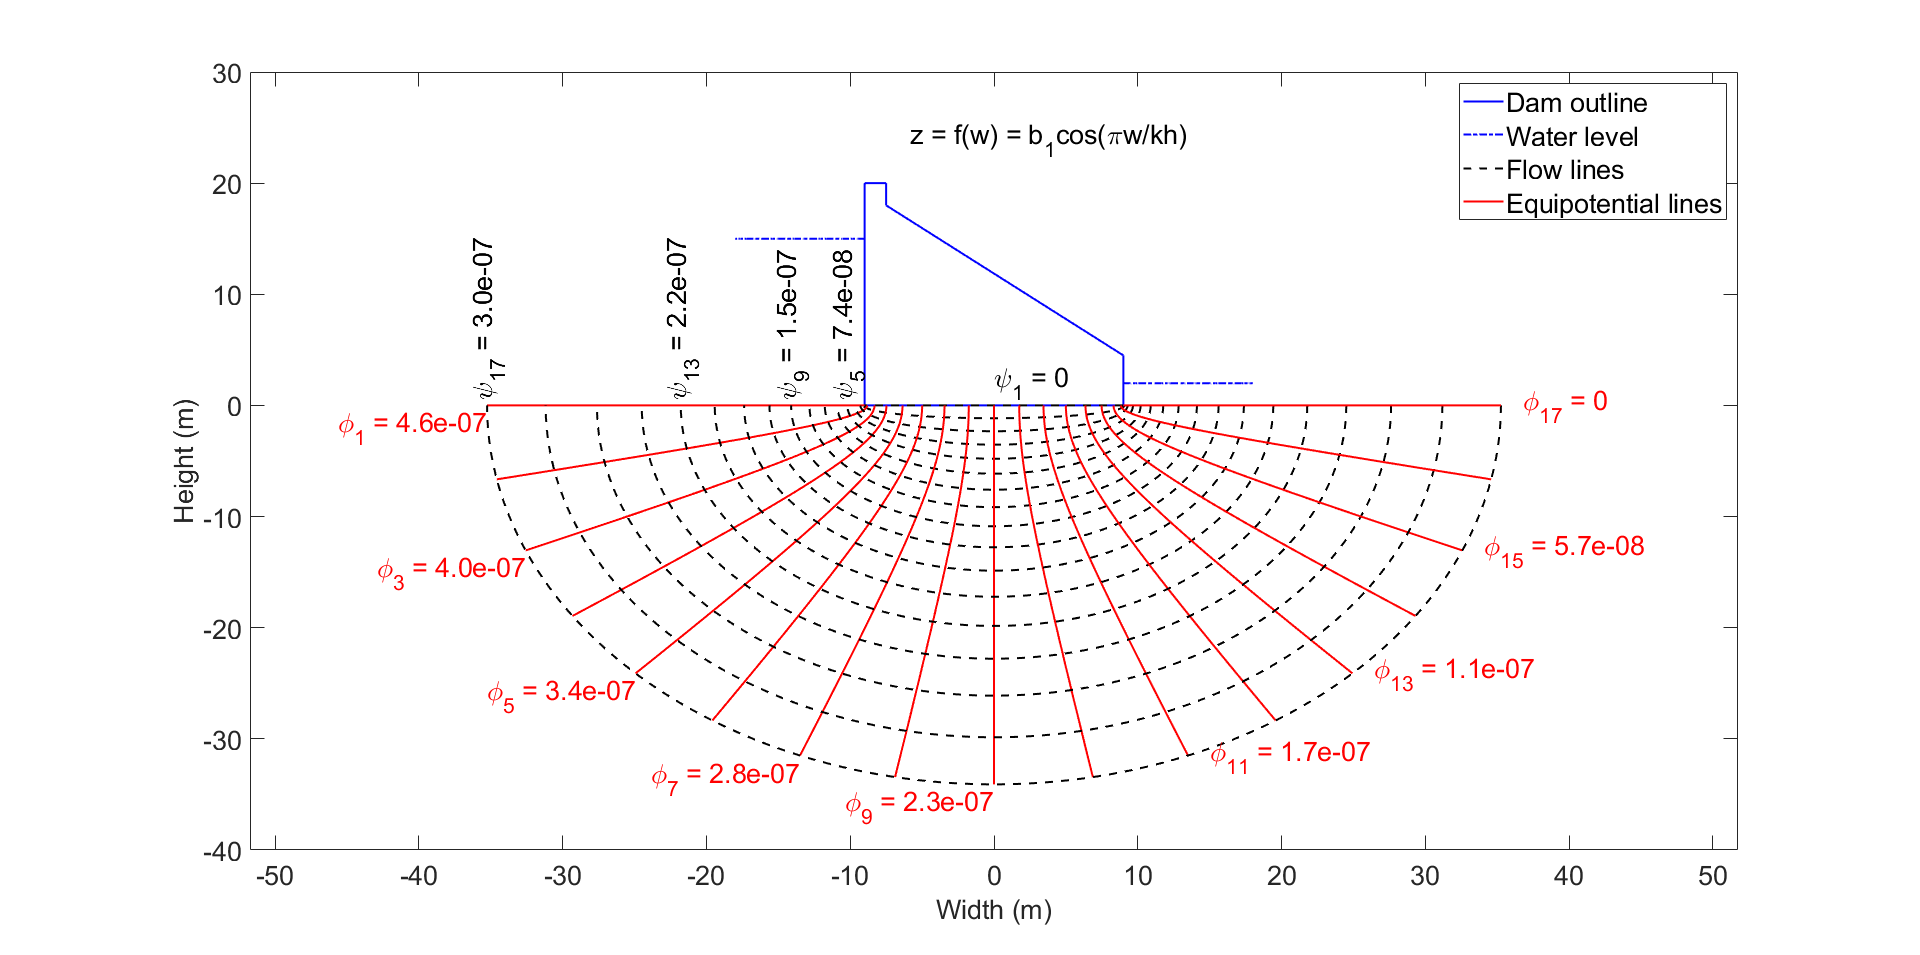 z = f(w) = b₁cos(πw/kh)
Dam outline
Water level
Flow lines
Equipotential lines
ψ₁₇ = 3.0e-07
ψ₁₃ = 2.2e-07
ψ₉ = 1.5e-07
ψ₅ = 7.4e-08
ψ₁ = 0
ϕ₁ = 4.6e-07
ϕ₃ = 4.0e-07
ϕ₅ = 3.4e-07
ϕ₇ = 2.8e-07
ϕ₉ = 2.3e-07
ϕ₁₁ = 1.7e-07
ϕ₁₃ = 1.1e-07
ϕ₁₅ = 5.7e-08
ϕ₁₇ = 0
30
20
10
0
-10
-20
-30
-40
Height (m)
-50 -40 -30 -20 -10 0 10 20 30 40 50
Width (m)